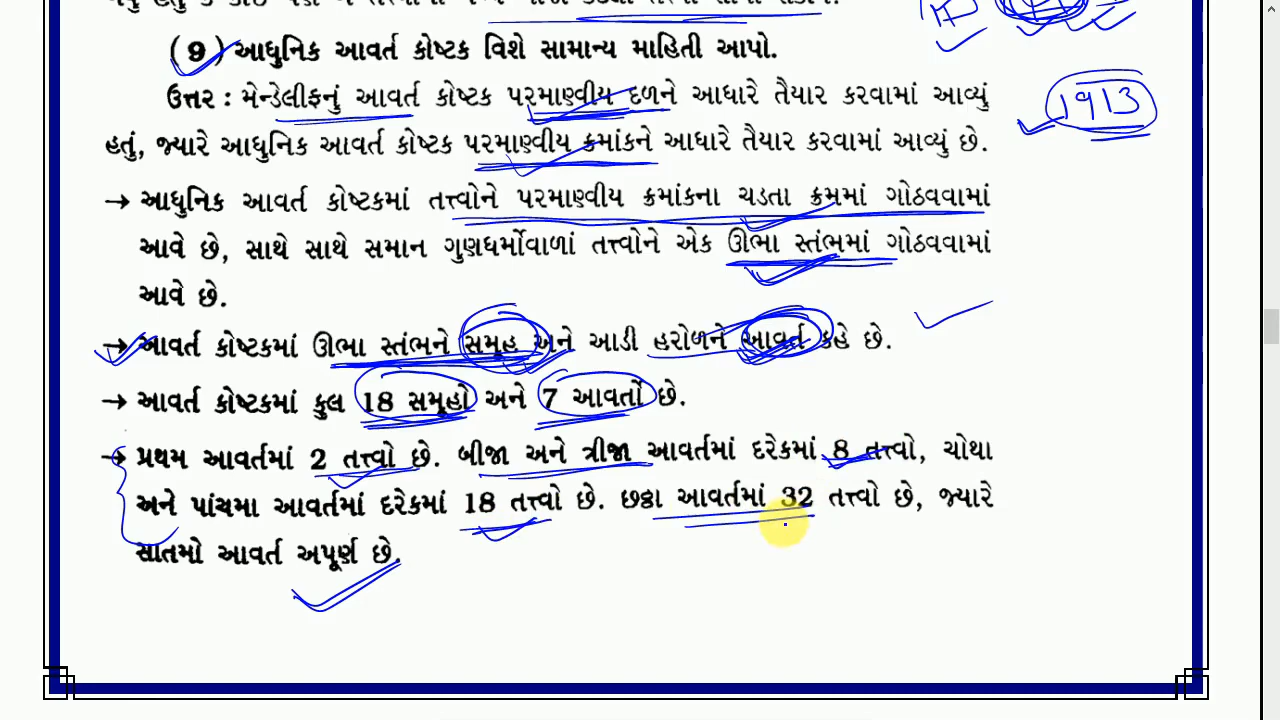 (9) આધુનિક આવર્ત કોષ્ટક વિશે સામાન્ય માહિતી આપો.
ઉત્તર : મેન્ડેલીફનું આવર્ત કોષ્ટક પરમાણ્વીય દળને આધારે તૈયાર કરવામાં આવ્યું
1913
હતું, જ્યારે આધુનિક આવર્ત કોષ્ટક પરમાણ્વીય ક્રમાંકને આધારે તૈયાર કરવામાં આવ્યું છે.
→ આધુનિક આવર્ત કોષ્ટકમાં તત્ત્વોને પરમાણ્વીય ક્રમાંકના ચડતા ક્રમમાં ગોઠવવામાં
આવે છે, સાથે સાથે સમાન ગુણધર્મોવાળાં તત્ત્વોને એક ઊભા સ્તંભમાં ગોઠવવામાં
આવે છે.
→ આવર્ત કોષ્ટકમાં ઊભા સ્તંભને સમૂહ અને આડી હરોળને આવર્ત કહે છે.
→ આવર્ત કોષ્ટકમાં કુલ 18 સમૂહો અને 7 આવર્તો છે.
→ પ્રથમ આવર્તમાં 2 તત્ત્વો છે. બીજા અને ત્રીજા આવર્તમાં દરેકમાં 8 તત્ત્વો, ચોથા
અને પાંચમા આવર્તમાં દરેકમાં 18 તત્ત્વો છે. છઠ્ઠા આવર્તમાં 32 તત્ત્વો છે, જ્યારે
સાતમો આવર્ત અપૂર્ણ છે.